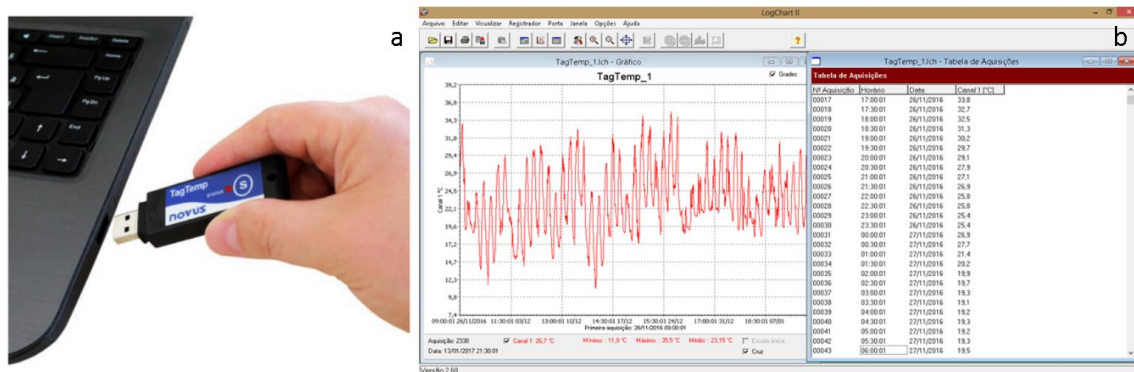 a
TagTemp
S
novus
LogChart II
b
Arquivo Editar Visualizar Registrador Porta Janela Opções Ajuda
TagTemp_1.lch - Gráfico
TagTemp_1
Grades
39,2
36,8
34,3
31,8
29,4
26,9
24,5
22,1
19,6
17,2
14,7
12,3
9,8
7,4
Canal 1 °C
09:00:01 26/11/2016 11:30:01 03/12 13:00:01 10/12 14:30:01 17/12 15:30:01 24/12 17:00:01 31/12 18:30:01 07/01
Primeira aquisição: 26/11/2016 09:00:01
Aquisição: 2330 Canal 1: 26,7 °C Mínimo: : 11,0 °C Máximo : 35,5 °C Médio : 23,15 °C Escala única
Data: 13/01/2017 21:30:01 Cruz
Versão 2.60
TagTemp_1.lch - Tabela de Aquisições
Tabela de Aquisições
Nº Aquisição Horário Data Canal 1 [°C]
00017 17:00:01 26/11/2016 33,8
00018 17:30:01 26/11/2016 32,7
00019 18:00:01 26/11/2016 32,5
00020 18:30:01 26/11/2016 31,3
00021 19:00:01 26/11/2016 30,2
00022 19:30:01 26/11/2016 29,7
00023 20:00:01 26/11/2016 29,1
00024 20:30:01 26/11/2016 27,9
00025 21:00:01 26/11/2016 27,1
00026 21:30:01 26/11/2016 26,9
00027 22:00:01 26/11/2016 25,8
00028 22:30:01 26/11/2016 25,8
00029 23:00:01 26/11/2016 25,4
00030 23:30:01 26/11/2016 25,4
00031 00:00:01 27/11/2016 26,9
00032 00:30:01 27/11/2016 27,7
00033 01:00:01 27/11/2016 21,4
00034 01:30:01 27/11/2016 20,2
00035 02:00:01 27/11/2016 19,9
00036 02:30:01 27/11/2016 19,7
00037 03:00:01 27/11/2016 19,3
00038 03:30:01 27/11/2016 19,1
00039 04:00:01 27/11/2016 19,2
00040 04:30:01 27/11/2016 19,3
00041 05:00:01 27/11/2016 19,2
00042 05:30:01 27/11/2016 19,3
00043 06:00:01 27/11/2016 19,5